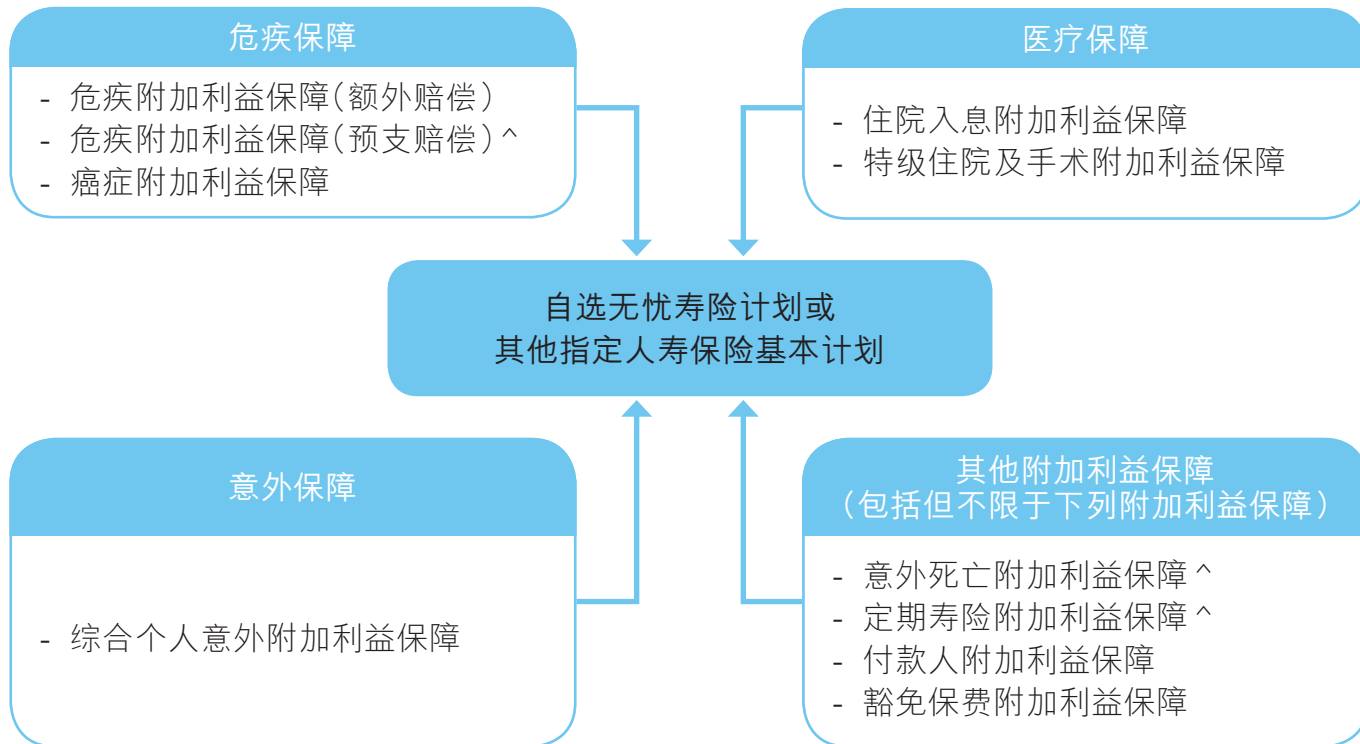 危疾保障
- 危疾附加利益保障(额外赔偿)
- 危疾附加利益保障(预支赔偿)^
- 癌症附加利益保障
医疗保障
- 住院入息附加利益保障
- 特级住院及手术附加利益保障
自选无忧寿险计划或
其他指定人寿保险基本计划
意外保障
- 综合个人意外附加利益保障
其他附加利益保障
(包括但不限于下列附加利益保障)
- 意外死亡附加利益保障^
- 定期寿险附加利益保障^
- 付款人附加利益保障
- 豁免保费附加利益保障